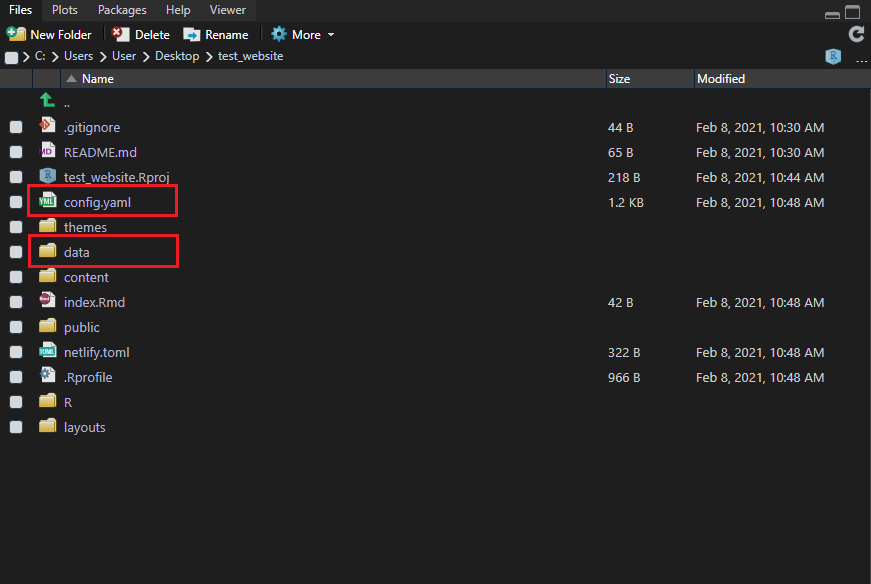 Files Plots Packages Help Viewer
New Folder Delete Rename More
C: Users User Desktop test_website ...
Name Size Modified
..
.gitignore 44 B Feb 8, 2021, 10:30 AM
README.md 65 B Feb 8, 2021, 10:30 AM
test_website.Rproj 218 B Feb 8, 2021, 10:44 AM
config.yaml 1.2 KB Feb 8, 2021, 10:48 AM
themes
data
content
index.Rmd 42 B Feb 8, 2021, 10:48 AM
public
netlify.toml 322 B Feb 8, 2021, 10:48 AM
.Rprofile 966 B Feb 8, 2021, 10:48 AM
R
layouts